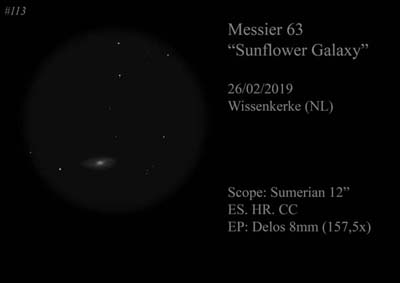 #113
Messier 63
“Sunflower Galaxy”
26/02/2019
Wissenkerke (NL)
Scope: Sumerian 12”
ES. HR. CC
EP: Delos 8mm (157,5x)